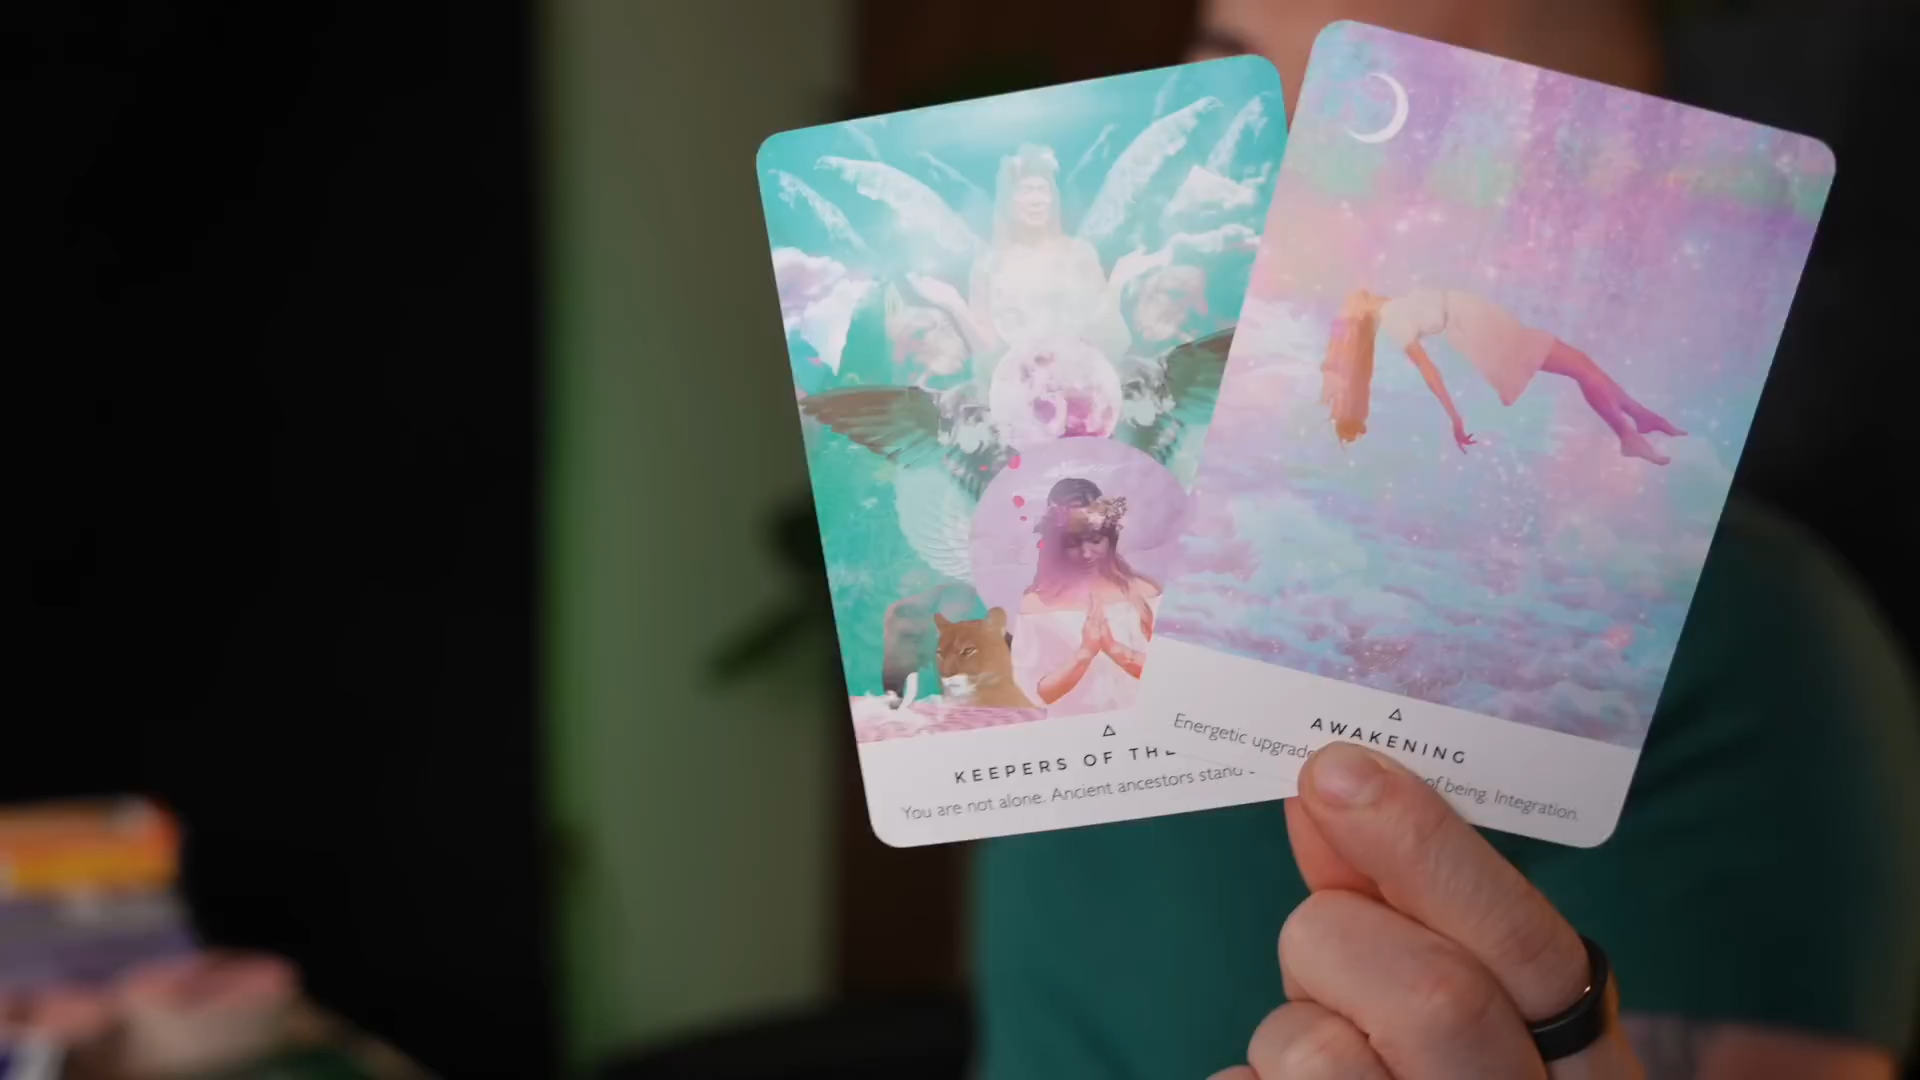 KEEPERS OF THE
You are not alone. Ancient ancestors stand
AWAKENING
Energetic upgrade of being. Integration.